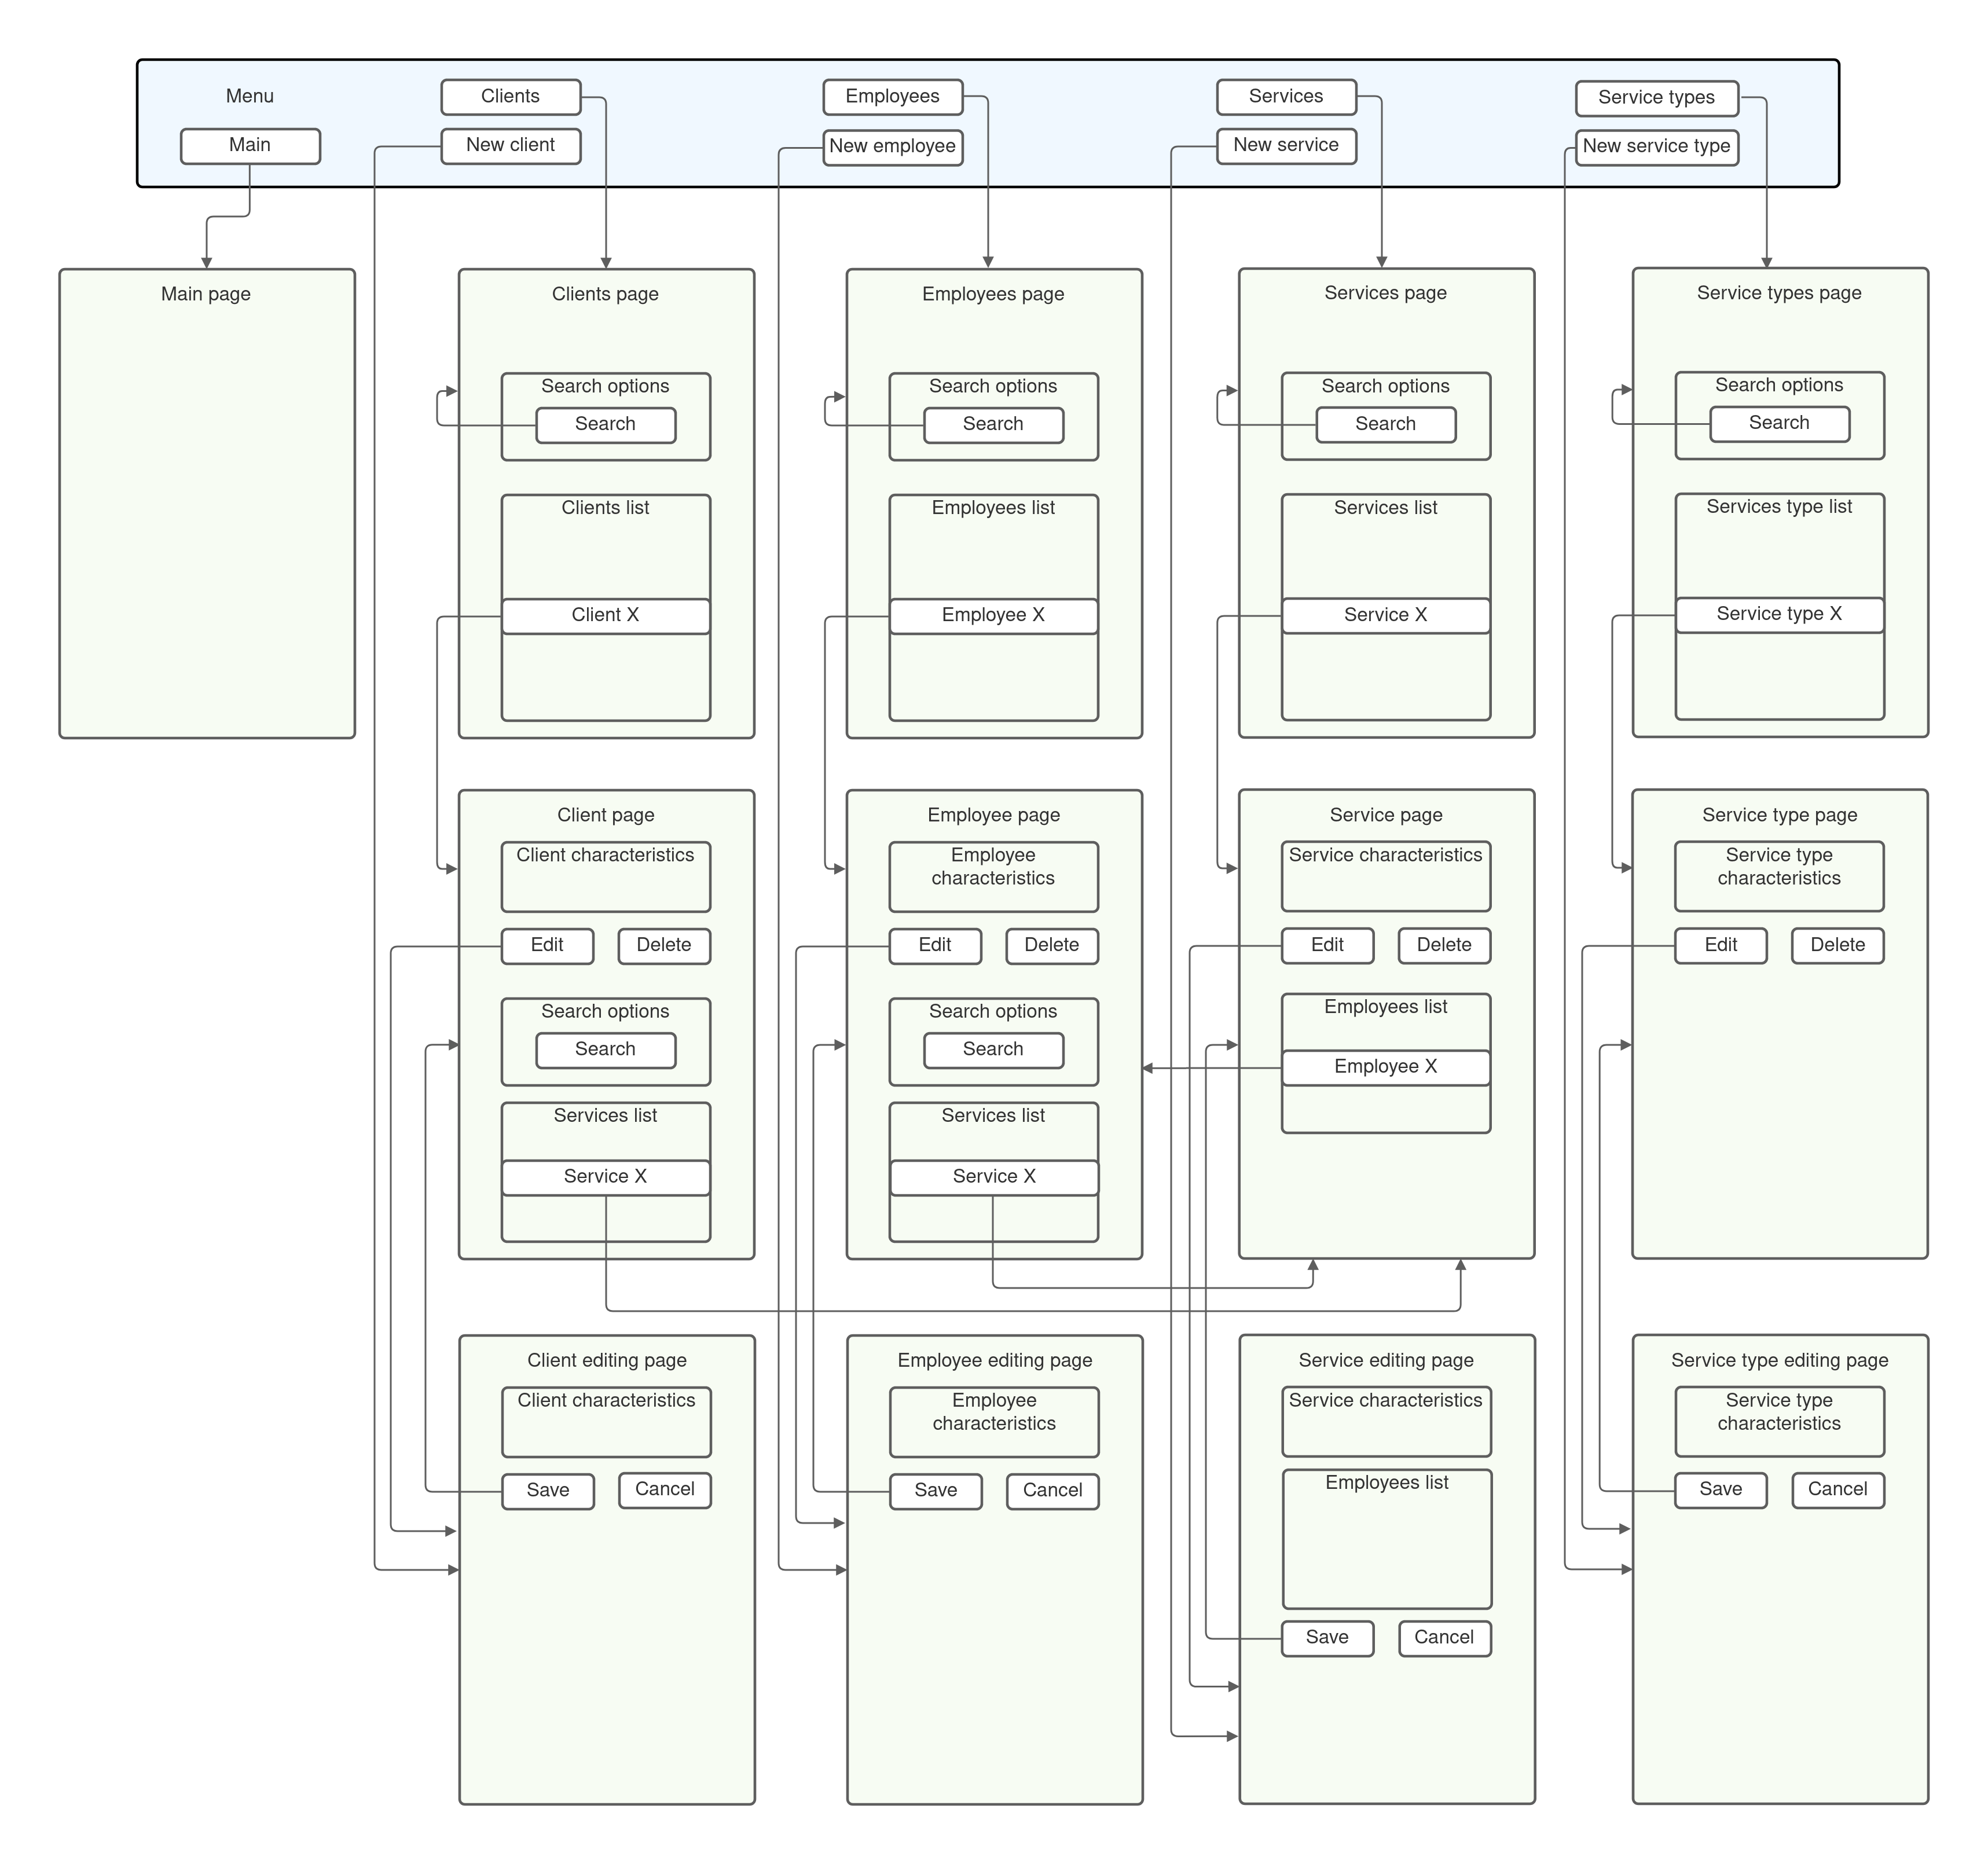 Menu
Main
Clients
New client
Employees
New employee
Services
New service
Service types
New service type
Main page
Clients page
Search options
Search
Clients list
Client X
Employees page
Search options
Search
Employees list
Employee X
Services page
Search options
Search
Services list
Service X
Service types page
Search options
Search
Services type list
Service type X
Client page
Client characteristics
Edit
Delete
Search options
Search
Services list
Service X
Employee page
Employee
characteristics
Edit
Delete
Search options
Search
Services list
Service X
Service page
Service characteristics
Edit
Delete
Employees list
Employee X
Service type page
Service type
characteristics
Edit
Delete
Client editing page
Client characteristics
Save
Cancel
Employee editing page
Employee
characteristics
Save
Cancel
Service editing page
Service characteristics
Employees list
Save
Cancel
Service type editing page
Service type
characteristics
Save
Cancel